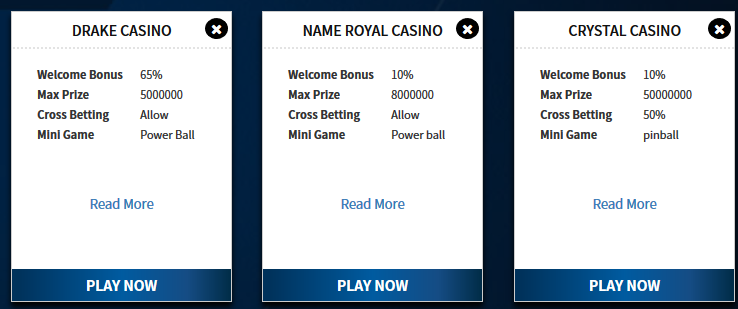 DRAKE CASINO
Welcome Bonus 65%
Max Prize 5000000
Cross Betting Allow
Mini Game Power Ball
Read More
PLAY NOW
NAME ROYAL CASINO
Welcome Bonus 10%
Max Prize 8000000
Cross Betting Allow
Mini Game Power ball
Read More
PLAY NOW
CRYSTAL CASINO
Welcome Bonus 10%
Max Prize 50000000
Cross Betting 50%
Mini Game pinball
Read More
PLAY NOW